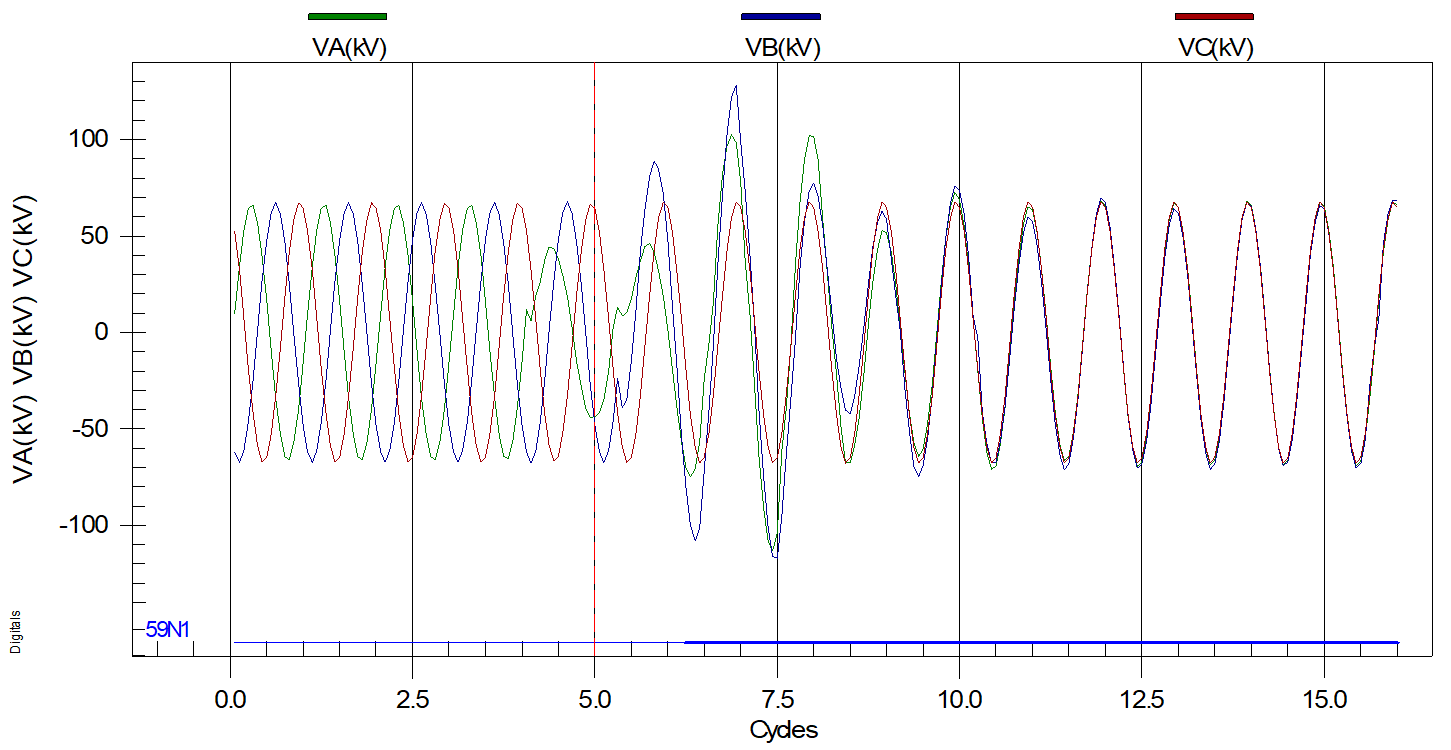 VA(kV) VB(kV) VC(kV)
VA(kV) VB(kV) VC(kV)
100
50
0
-50
-100
Digitals
59N1
0.0 2.5 5.0 7.5 10.0 12.5 15.0
Cycles